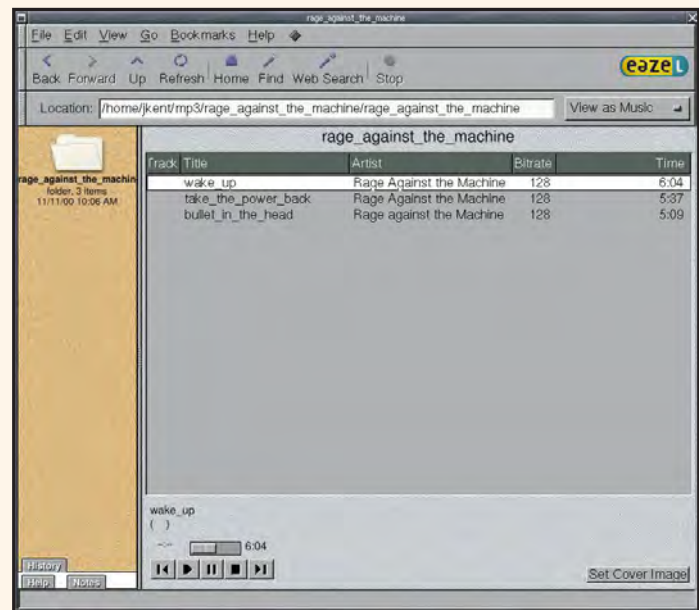 rage_against_the_machine
File Edit View Go Bookmarks Help
Back Forward Up Refresh Home Find Web Search Stop
eazel
Location: /home/jkent/mp3/rage_against_the_machine/rage_against_the_machine View as Music
rage_against_the_machin
folder, 3 items
11/11/00 10:06 AM
rage_against_the_machine
Track Title Artist Bitrate Time
wake_up Rage Against the Machine 128 6:04
take_the_power_back Rage Against the Machine 128 5:37
bullet_in_the_head Rage against the Machine 128 5:09
wake_up
( )
--:-- 6:04
History
Help Notes
Set Cover Image